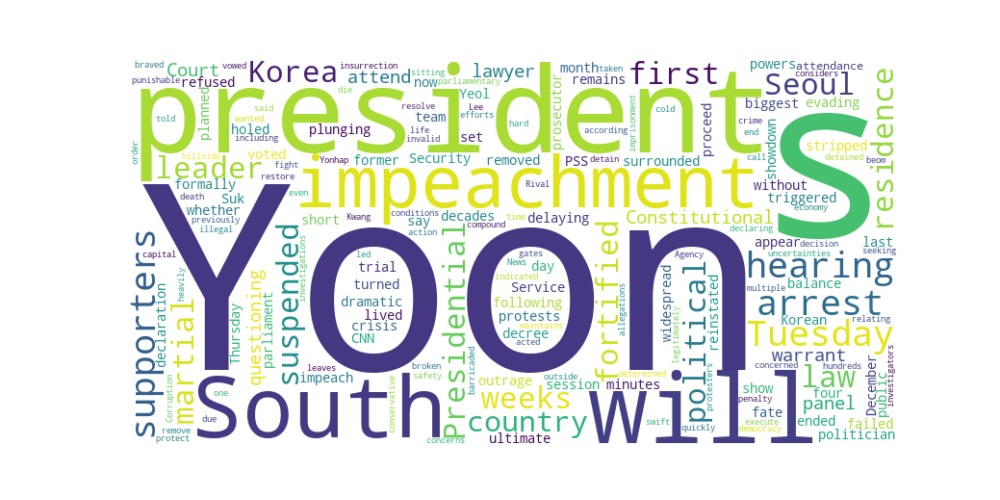 braved
vowed
insurrection
sitting
taken
considers
punishable
Court
refused
Korea
die
attend
now
parliamentary
lawyer
month
remains
first
powers
attendance
Seoul
president
S
said
wanted
including
planned
told
holed
plunging
resolve
team
life
invalid
Yeol
Lee
efforts
set
hard
prosecutor
cold
according
imprisonment
proceed
biggest
evading
crime
end
showdown
stripped
detained
beom
residence
order
hillside
leader
voted
fight
restore
Yonhap
former
Security
removed
PSS
detain
surrounded
call
without
triggered
economy
formally
death
previously
illegal
Suk
even
impeachment
Rival
whether
short
Kwang
conditions
say
action
time
decades
compound
delaying
Constitutional
declaring
appear
decision
last
seeking
uncertainties
balance
capital
supporters
declaration
heavily
martial
Thursday
questioning
parliament
investigations
suspended
Yoon
led
trial
turned
dramatic
lived
crisis
CNN
Presidential
gates
News
Agency
indicated
Service
day
following
protests
maintains
decree
acted
fortified
allegations
widespread
political
legitimately
reinstated
hearing
multiple
arrest
Korean
relating
Tuesday
warrant
concerned
hundreds
investigators
Corruption
one
due
remove
protect
South
leaves
impeach
broken
safety
barricaded
concerns
conservative
outrage
weeks
country
ultimate
outside
session
determined
minutes
will
swift
protesters
quickly
show
penalty
execute
democracy
law
four
panel
fate
ended
public
December
failed
politician